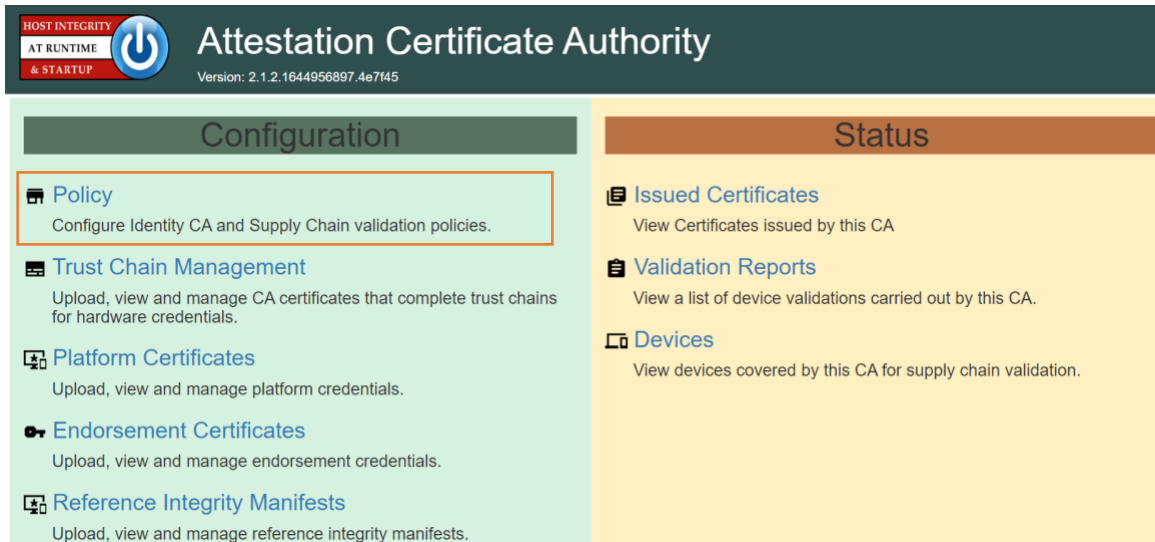 HOST INTEGRITY
AT RUNTIME
& STARTUP
Attestation Certificate Authority
Version: 2.1.2.1644956897.4e7f45
Configuration
Policy
Configure Identity CA and Supply Chain validation policies.
Trust Chain Management
Upload, view and manage CA certificates that complete trust chains
for hardware credentials.
Platform Certificates
Upload, view and manage platform credentials.
Endorsement Certificates
Upload, view and manage endorsement credentials.
Reference Integrity Manifests
Upload, view and manage reference integrity manifests.
Status
Issued Certificates
View Certificates issued by this CA
Validation Reports
View a list of device validations carried out by this CA.
Devices
View devices covered by this CA for supply chain validation.